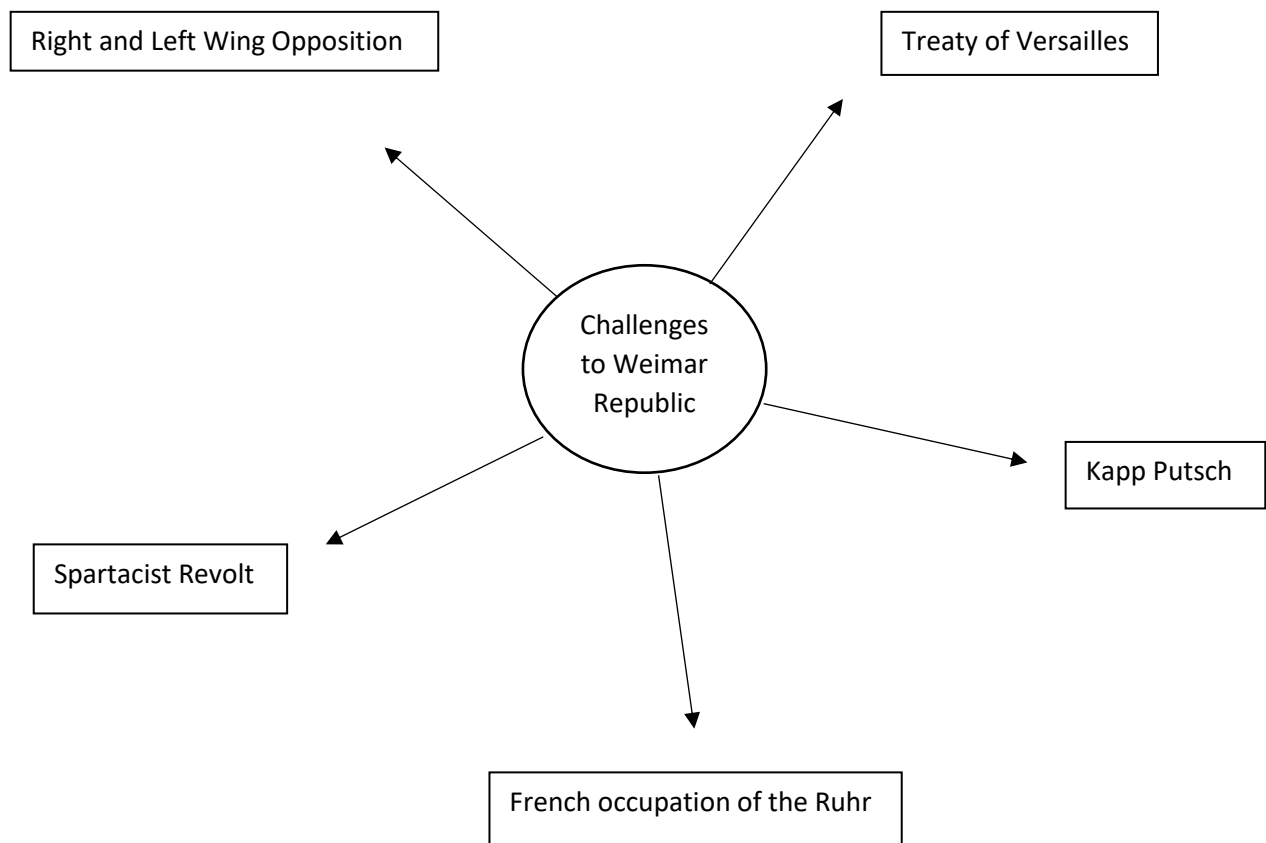 Right and Left Wing Opposition
Treaty of Versailles
Challenges
to Weimar
Republic
Kapp Putsch
Spartacist Revolt
French occupation of the Ruhr